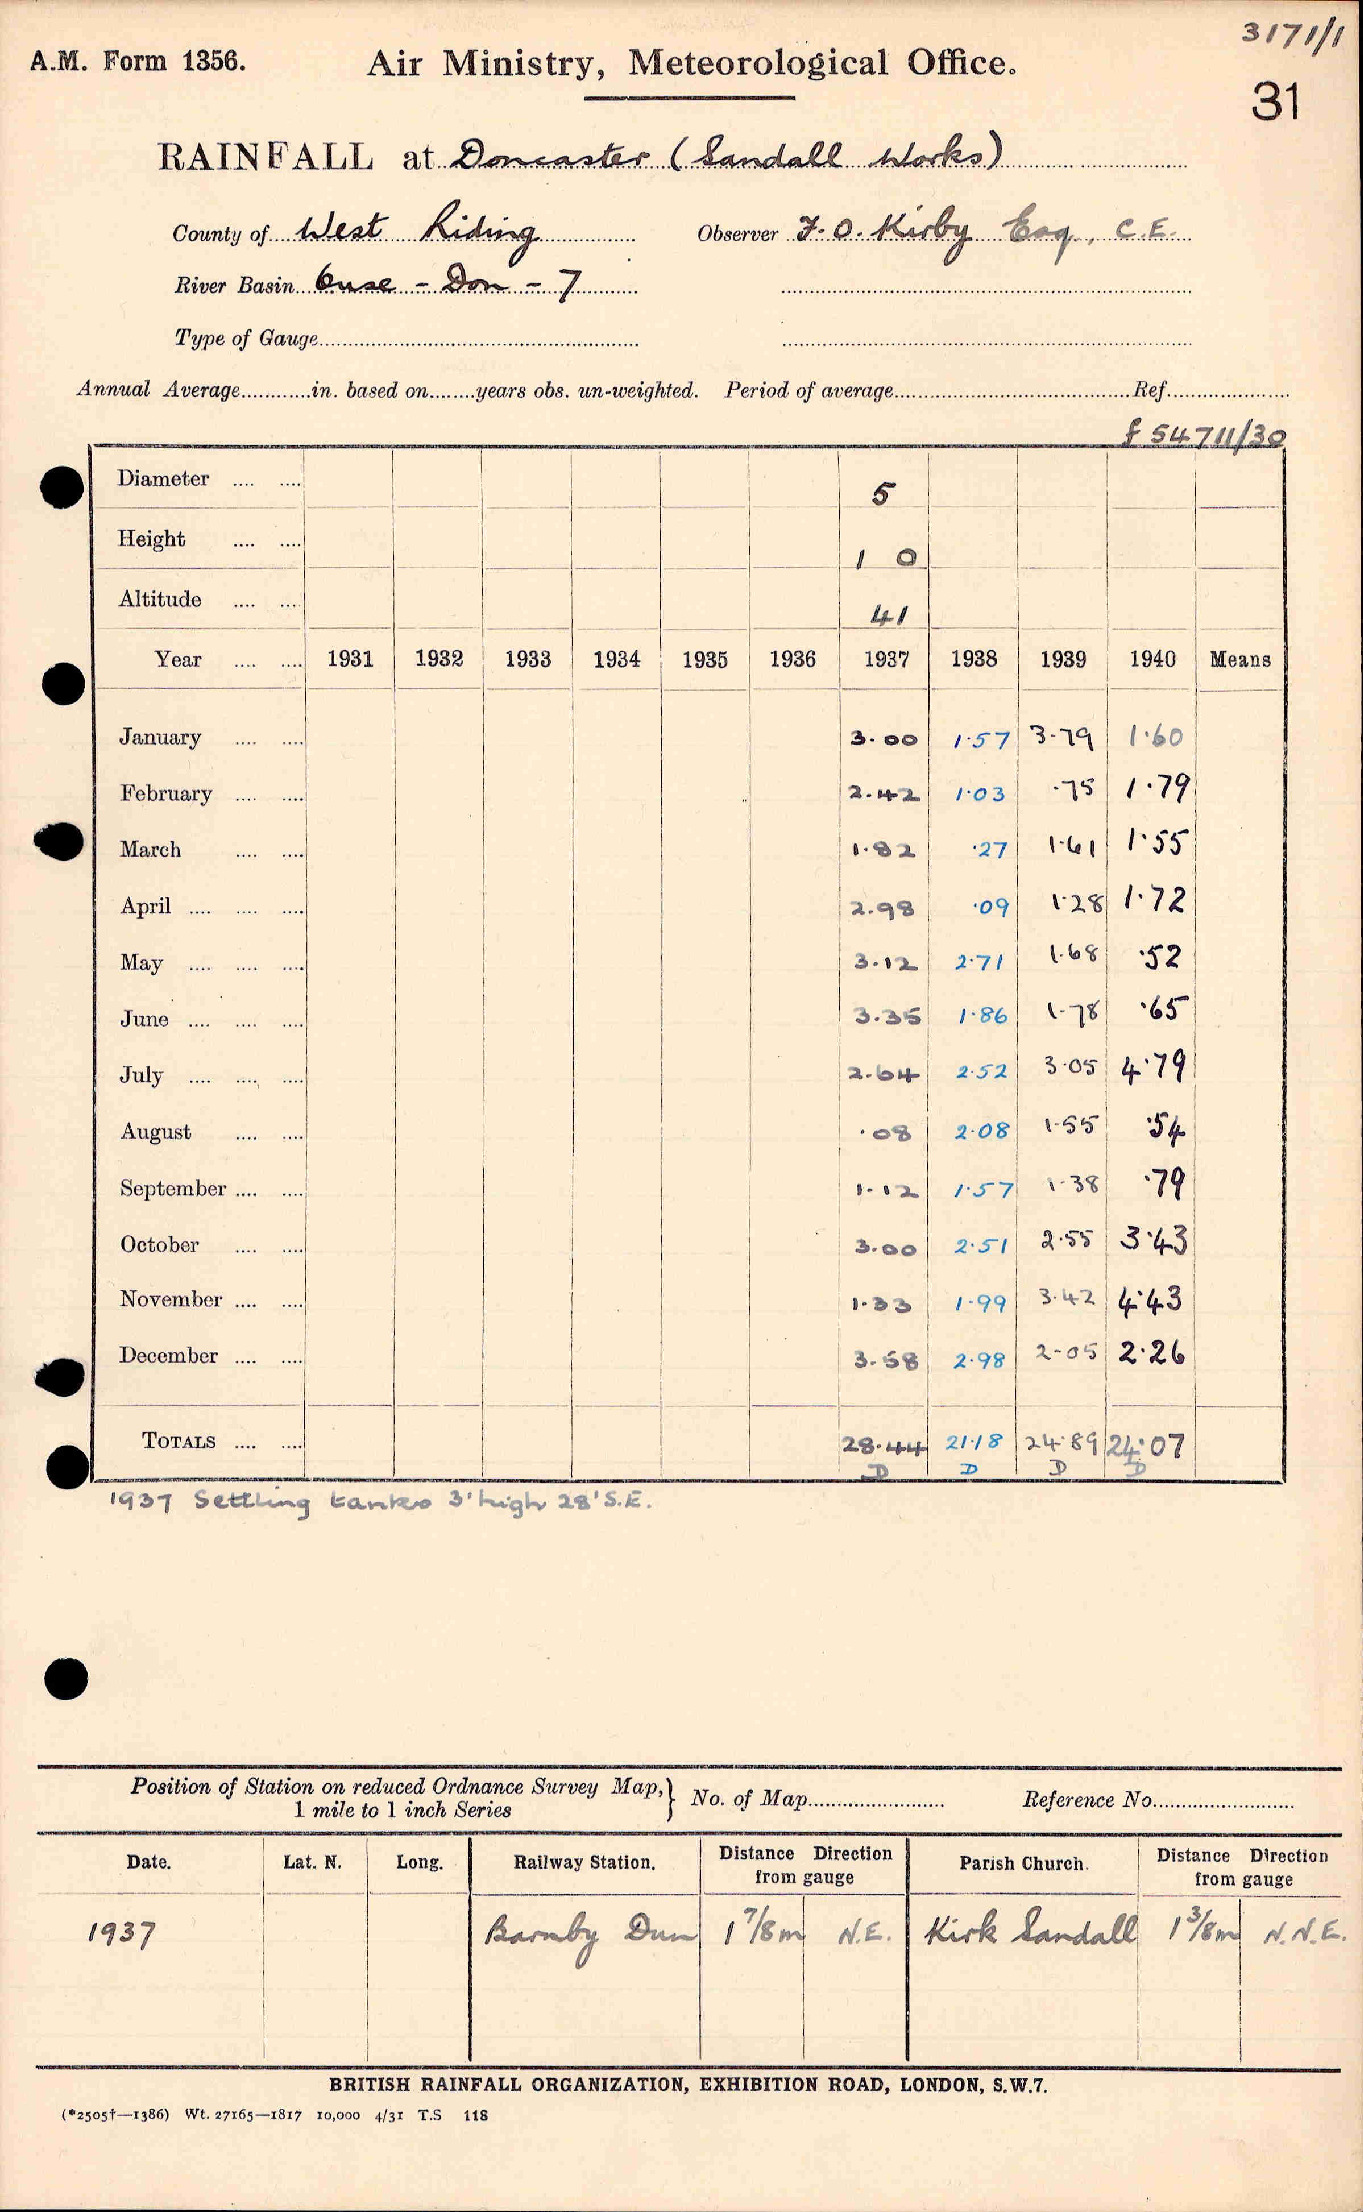 3171/1
A.M. Form 1356. Air Ministry, Meteorological Office.
31
RAINFALL at Doncaster (Sandall Works)
County of West Riding Observer F. O. Kirby Esq., C.E.
River Basin Ouse - Don - 7
Type of Gauge
Annual Average in. based on years obs. un-weighted. Period of average Ref.
f 54711/30
Diameter 5
Height 1 0
Altitude 41
Year 1931 1932 1933 1934 1935 1936 1937 1938 1939 1940 Means
January 3.00 1.57 3.79 1.60
February 2.42 1.03 .75 1.79
March 1.82 .27 1.61 1.55
April 2.98 .09 1.28 1.72
May 3.12 2.71 1.68 .52
June 3.35 1.86 1.78 .65
July 2.64 2.52 3.05 4.79
August .08 2.08 1.55 .54
September 1.12 1.57 1.38 .79
October 3.00 2.51 2.55 3.43
November 1.33 1.99 3.42 4.43
December 3.58 2.98 2.05 2.26
TOTALS 28.44 21.18 24.89 24.07
D D D D
1937 Settling tanks 3' high 28' S.E.
Position of Station on reduced Ordnance Survey Map, } No. of Map Reference No.
1 mile to 1 inch Series
Date. Lat. N. Long. Railway Station. Distance Direction from gauge Parish Church. Distance Direction from gauge
1937 Barnby Dun 1 7/8 m N.E. Kirk Sandall 1 3/8 m N.N.E.
BRITISH RAINFALL ORGANIZATION, EXHIBITION ROAD, LONDON, S.W.7.
(*2505†—1386) Wt. 27165—1817 10,000 4/31 T.S 118